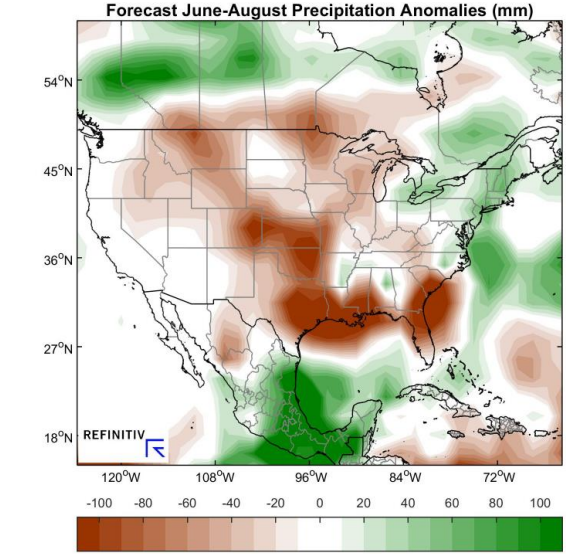 Forecast June-August Precipitation Anomalies (mm)
54°N
45°N
36°N
27°N
18°N
REFINITIV
120°W 108°W 96°W 84°W 72°W
-100 -80 -60 -40 -20 0 20 40 60 80 100